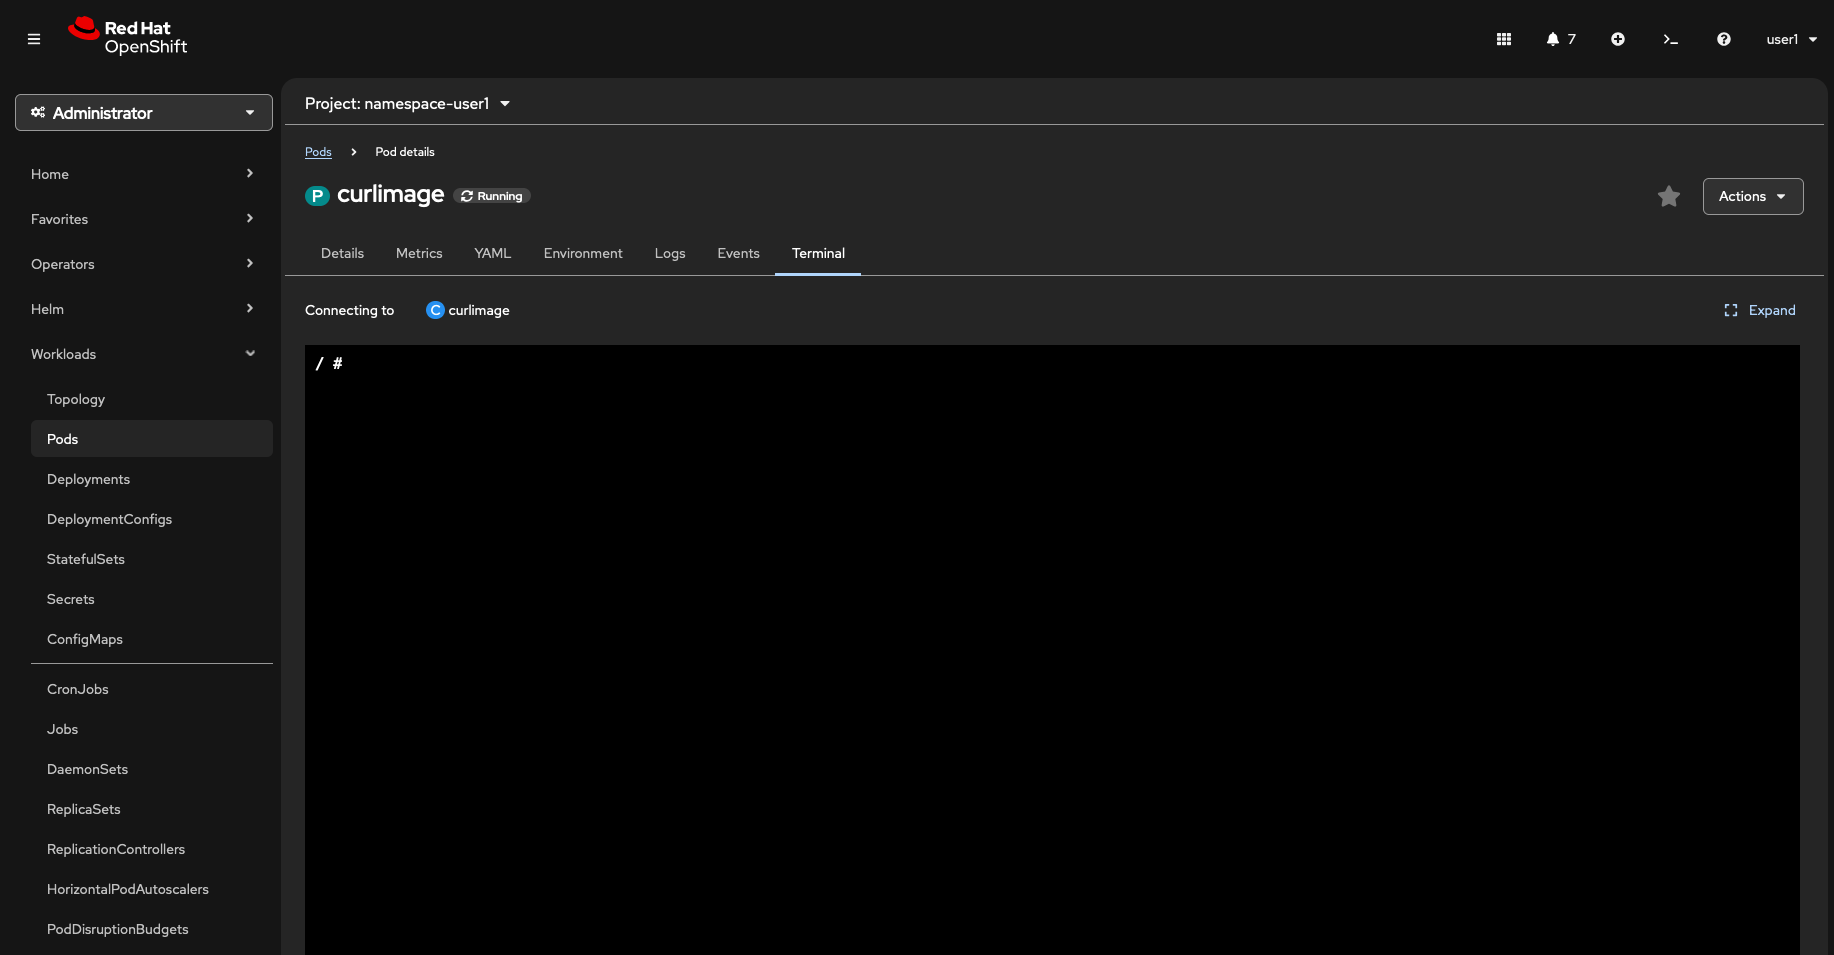 Red Hat
OpenShift
7
user1
Administrator
Home
Favorites
Operators
Helm
Workloads
Topology
Pods
Deployments
DeploymentConfigs
StatefulSets
Secrets
ConfigMaps
CronJobs
Jobs
DaemonSets
ReplicaSets
ReplicationControllers
HorizontalPodAutoscalers
PodDisruptionBudgets
Project: namespace-user1
Pods Pod details
P curlimage Running
Actions
Details Metrics YAML Environment Logs Events Terminal
Connecting to C curlimage
Expand
/ #